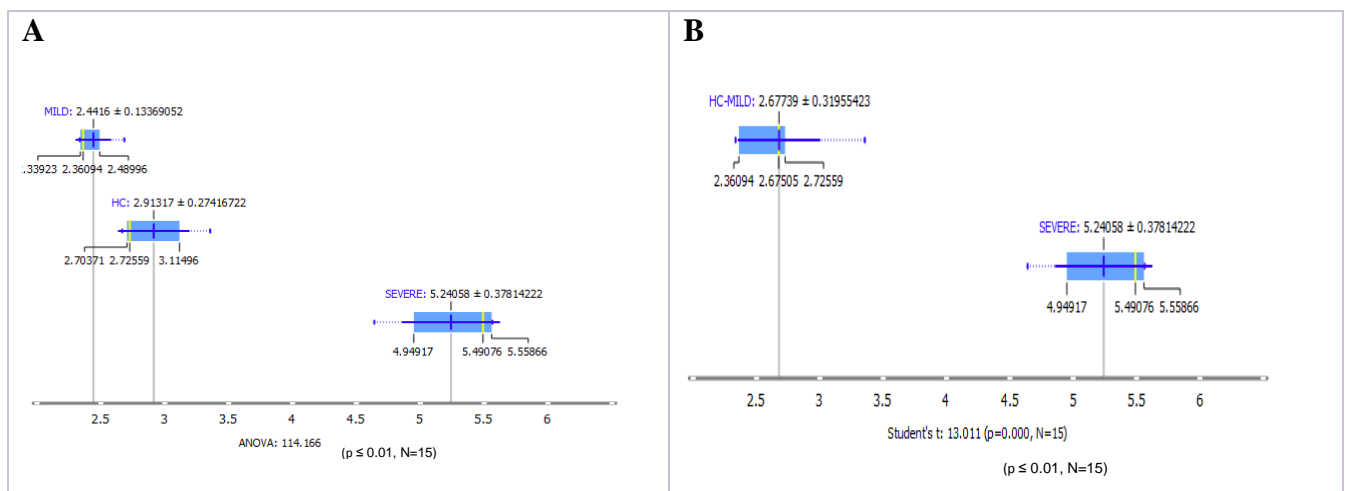 A
MILD: 2.4416 ± 0.13369052
.33923 2.36094 2.48996
HC: 2.91317 ± 0.27416722
2.70371 2.72559 3.11496
SEVERE: 5.24058 ± 0.37814222
4.94917 5.49076 5.55866
2.5 3 3.5 4 4.5 5 5.5 6
ANOVA: 114.166 (p ≤ 0.01, N=15)
B
HC-MILD: 2.67739 ± 0.31955423
2.36094 2.67505 2.72559
SEVERE: 5.24058 ± 0.37814222
4.94917 5.49076 5.55866
2.5 3 3.5 4 4.5 5 5.5 6
Student's t: 13.011 (p=0.000, N=15)
(p ≤ 0.01, N=15)